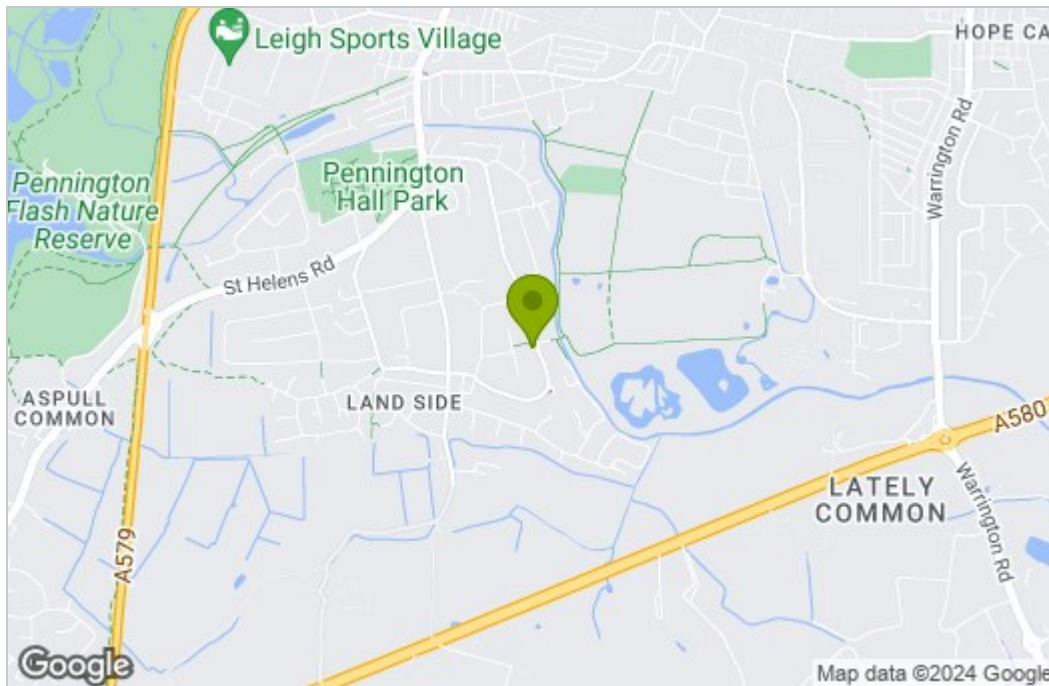 Leigh Sports Village
HOPE CA
Pennington
Flash Nature
Reserve
Pennington
Hall Park
Warrington Rd
St Helens Rd
ASPULL
COMMON
LAND SIDE
A580
LATELY
COMMON
Warrington Rd
A579
Google
Map data ©2024 Google